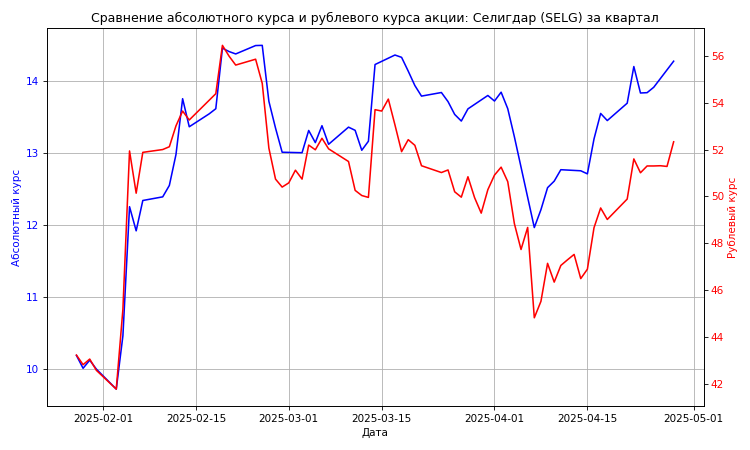 Сравнение абсолютного курса и рублевого курса акции: Селигдар (SELG) за квартал
Абсолютный курс
14
13
12
11
10
56
54
52
50
48
46
44
42
Рублевый курс
2025-02-01 2025-02-15 2025-03-01 2025-03-15 2025-04-01 2025-04-15 2025-05-01
Дата